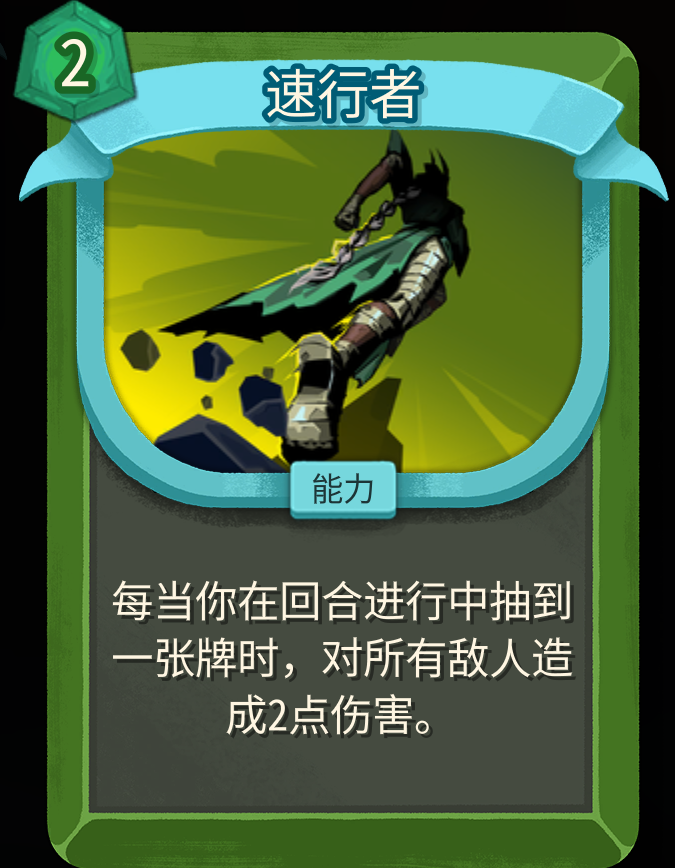 2
速行者
能力
每当你在回合进行中抽到
一张牌时，对所有敌人造
成2点伤害。